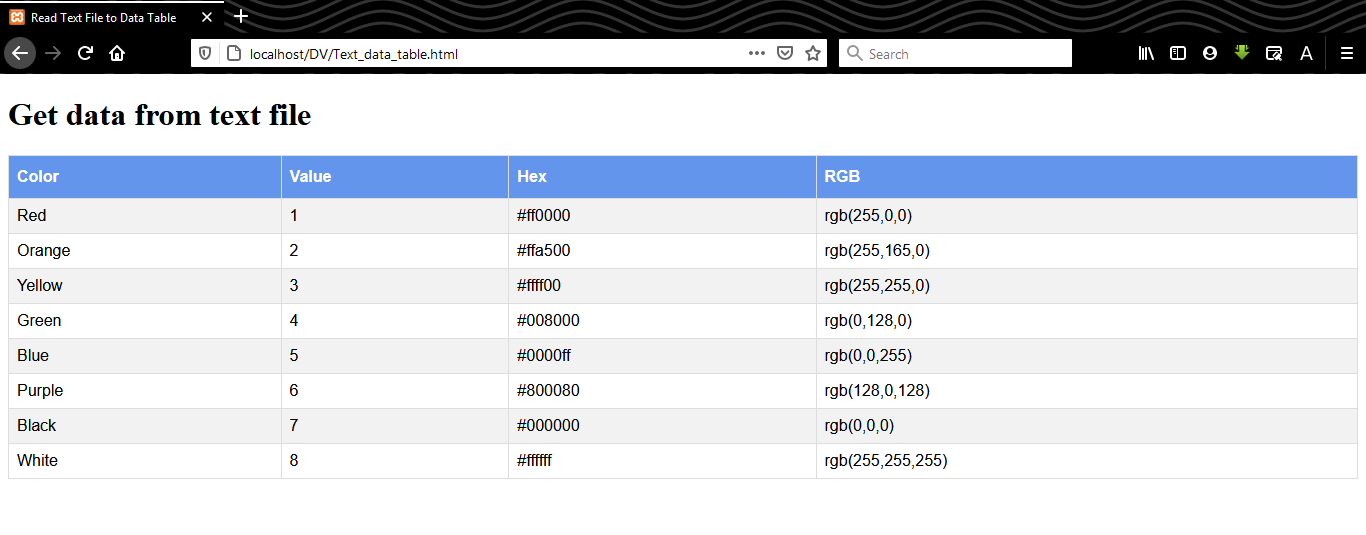 Read Text File to Data Table
localhost/DV/Text_data_table.html
Search
A
Get data from text file
Color Value Hex RGB
Red 1 #ff0000 rgb(255,0,0)
Orange 2 #ffa500 rgb(255,165,0)
Yellow 3 #ffff00 rgb(255,255,0)
Green 4 #008000 rgb(0,128,0)
Blue 5 #0000ff rgb(0,0,255)
Purple 6 #800080 rgb(128,0,128)
Black 7 #000000 rgb(0,0,0)
White 8 #ffffff rgb(255,255,255)